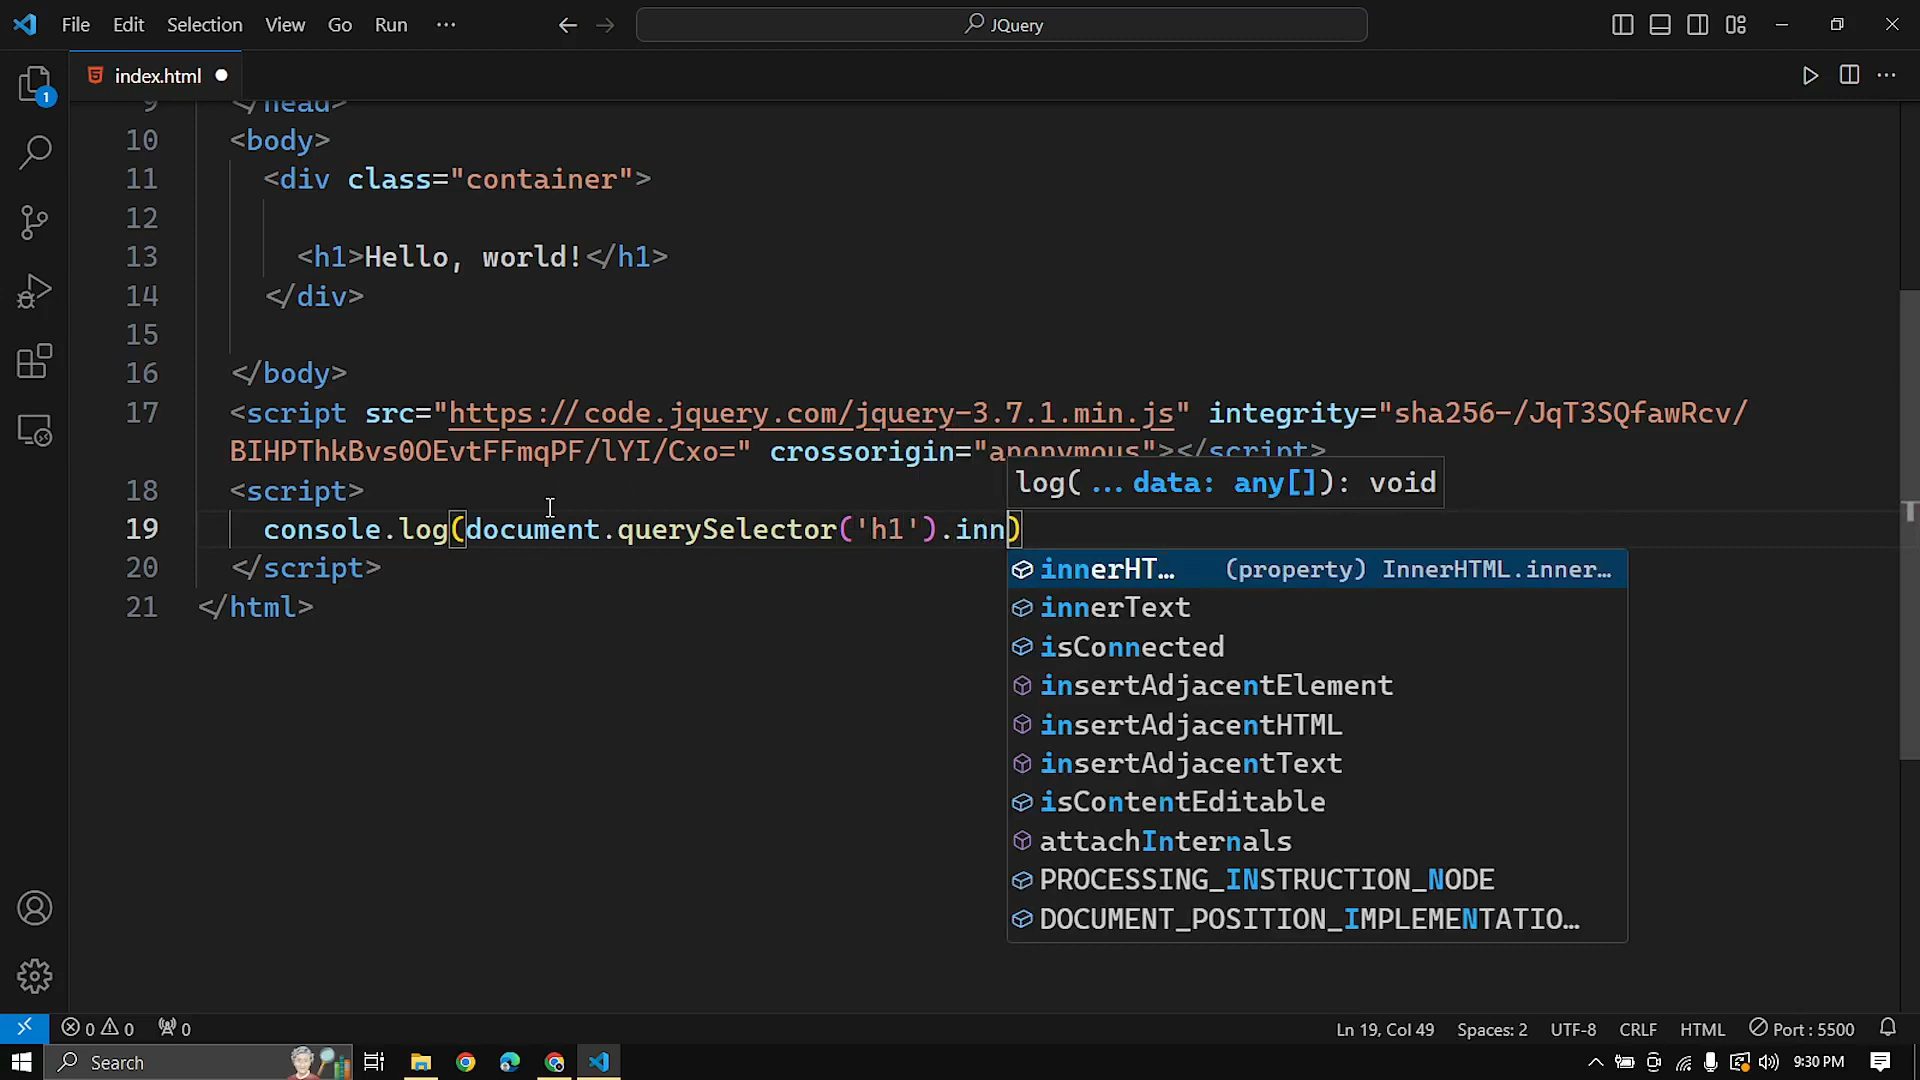 File Edit Selection View Go Run ··· JQuery
index.html
9 </head>
10 <body>
11 <div class="container">
12
13 <h1>Hello, world!</h1>
14 </div>
15
16 </body>
17 <script src="https://code.jquery.com/jquery-3.7.1.min.js" integrity="sha256-/JqT3SQfawRcv/
BIHPThkBvs0OEvtFFmqPF/lYI/Cxo=" crossorigin="anonymous"></script>
log(...data: any[]): void
18 <script>
19 console.log(document.querySelector('h1').inn)
20 </script>
21 </html>
innerHT... (property) InnerHTML.inner...
innerText
isConnected
insertAdjacentElement
insertAdjacentHTML
insertAdjacentText
isContentEditable
attachInternals
PROCESSING_INSTRUCTION_NODE
DOCUMENT_POSITION_IMPLEMENTATIO...
1
T
0 0 0 Ln 19, Col 49 Spaces: 2 UTF-8 CRLF HTML Port : 5500
Search 9:30 PM